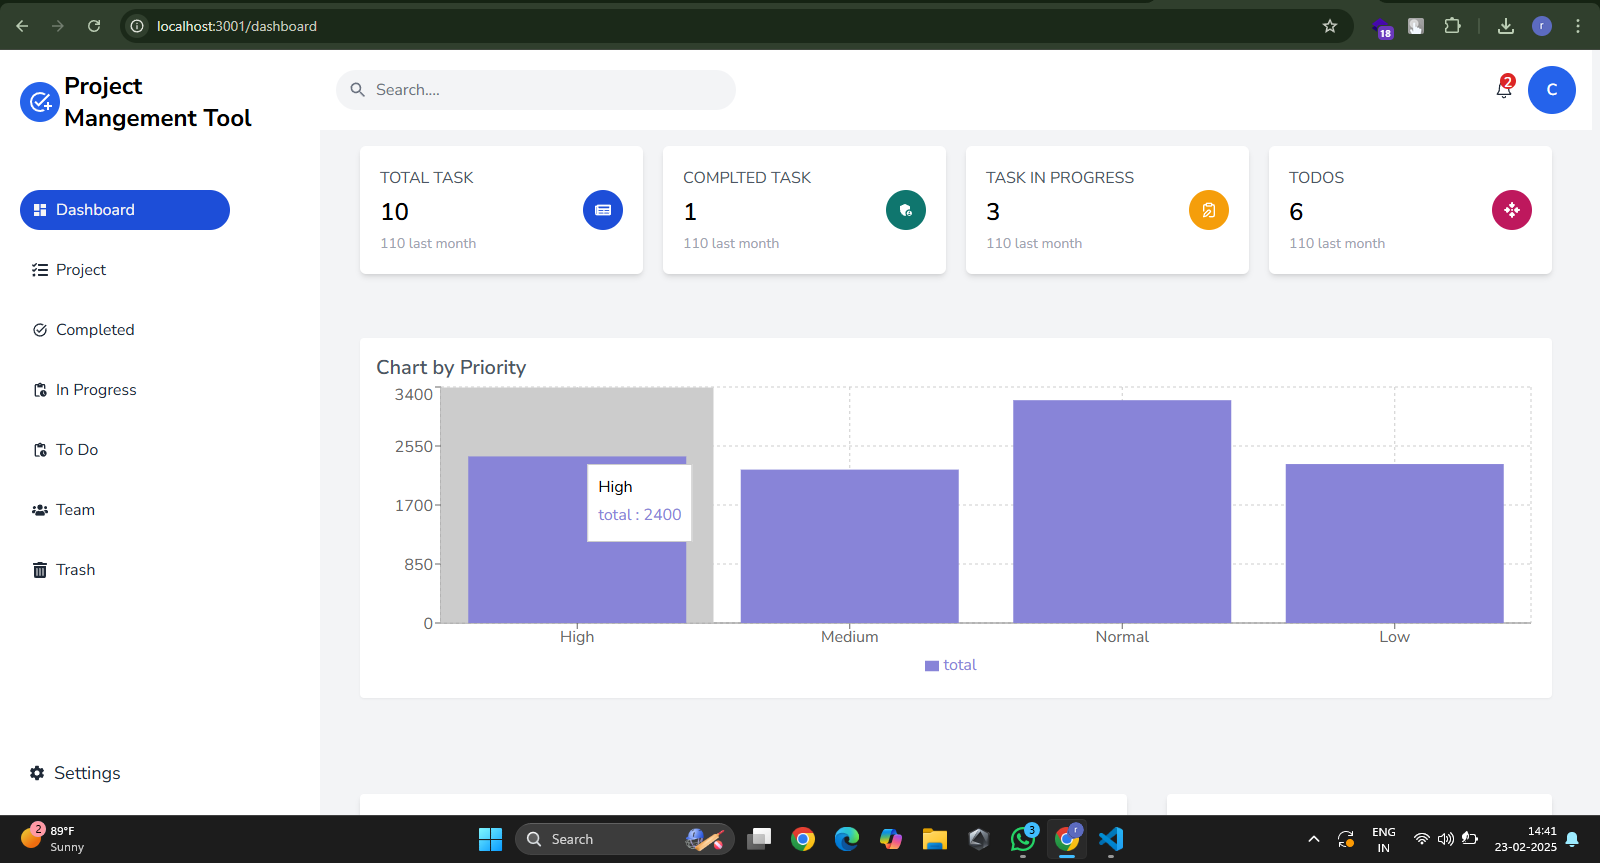 localhost:3001/dashboard
18
r
Project
Mangement Tool
Search....
2
C
Dashboard
Project
Completed
In Progress
To Do
Team
Trash
Settings
TOTAL TASK
10
110 last month
COMPLTED TASK
1
110 last month
TASK IN PROGRESS
3
110 last month
TODOS
6
110 last month
Chart by Priority
3400
2550
1700
850
0
High
total : 2400
High
Medium
Normal
Low
total
2
89°F
Sunny
Search
3
r
ENG
IN
14:41
23-02-2025